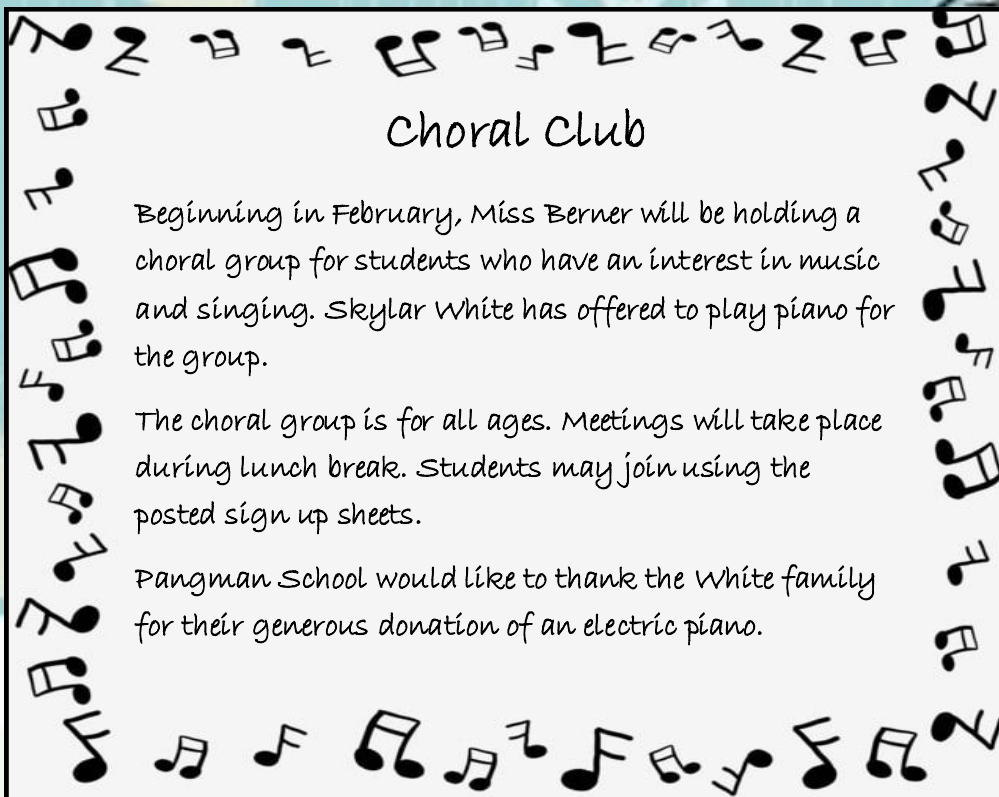 Choral Club
Beginning in February, Miss Berner will be holding a
choral group for students who have an interest in music
and singing. Skylar White has offered to play piano for
the group.
The choral group is for all ages. Meetings will take place
during lunch break. Students may join using the
posted sign up sheets.
Pangman School would like to thank the White family
for their generous donation of an electric piano.